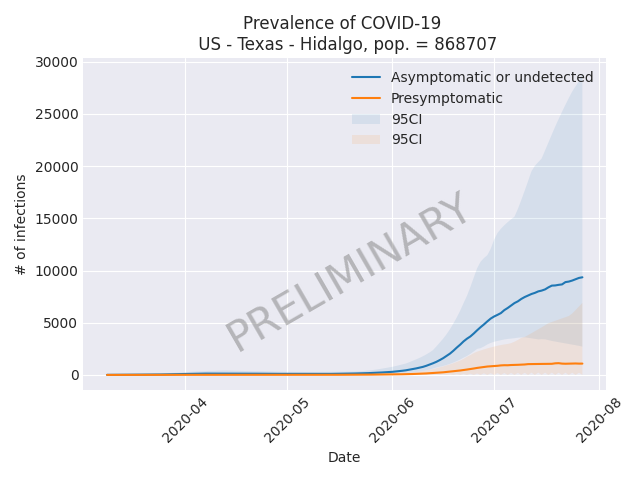 Prevalence of COVID-19
US - Texas - Hidalgo, pop. = 868707
Asymptomatic or undetected
Presymptomatic
95CI
95CI
30000
25000
20000
15000
10000
5000
0
# of infections
PRELIMINARY
2020-04
2020-05
2020-06
2020-07
2020-08
Date